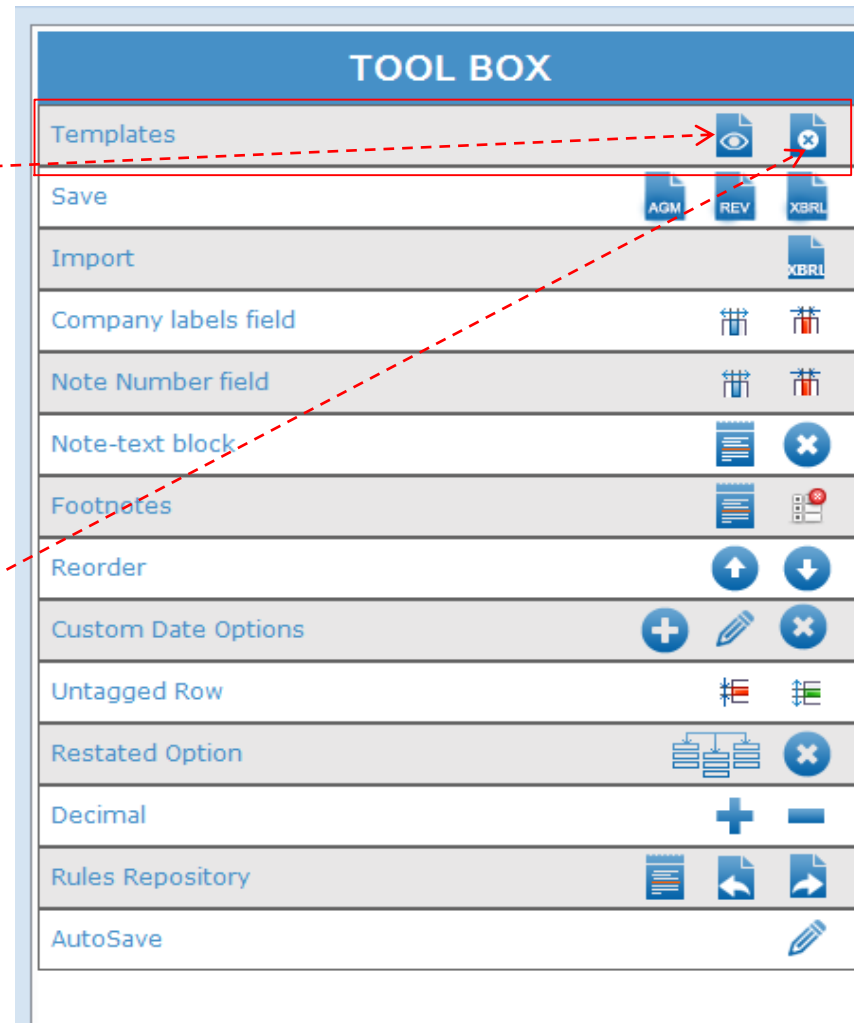 TOOL BOX
Templates
Save AGM REV XBRL
Import XBRL
Company labels field
Note Number field
Note-text block
Footnotes
Reorder
Custom Date Options
Untagged Row
Restated Option
Decimal
Rules Repository
AutoSave